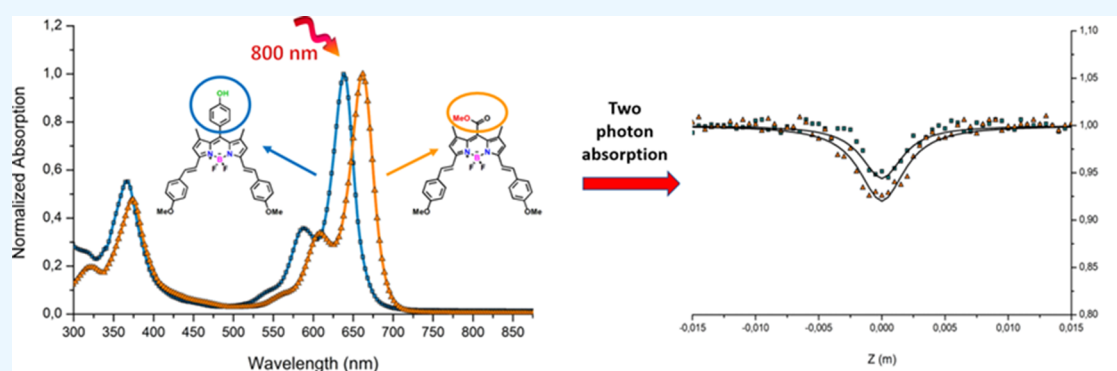 Normalized Absorption
1,2
1,0
0,8
0,6
0,4
0,2
0,0
300 350 400 450 500 550 600 650 700 750 800 850
Wavelength (nm)
800 nm
OH
N N
B
F F
MeO OMe
MeO O
N N
B
F F
MeO OMe
Two
photon
absorption
1,10
1,05
1,00
0,95
0,90
0,85
0,80
-0,015 -0,010 -0,005 0,000 0,005 0,010 0,015
Z (m)